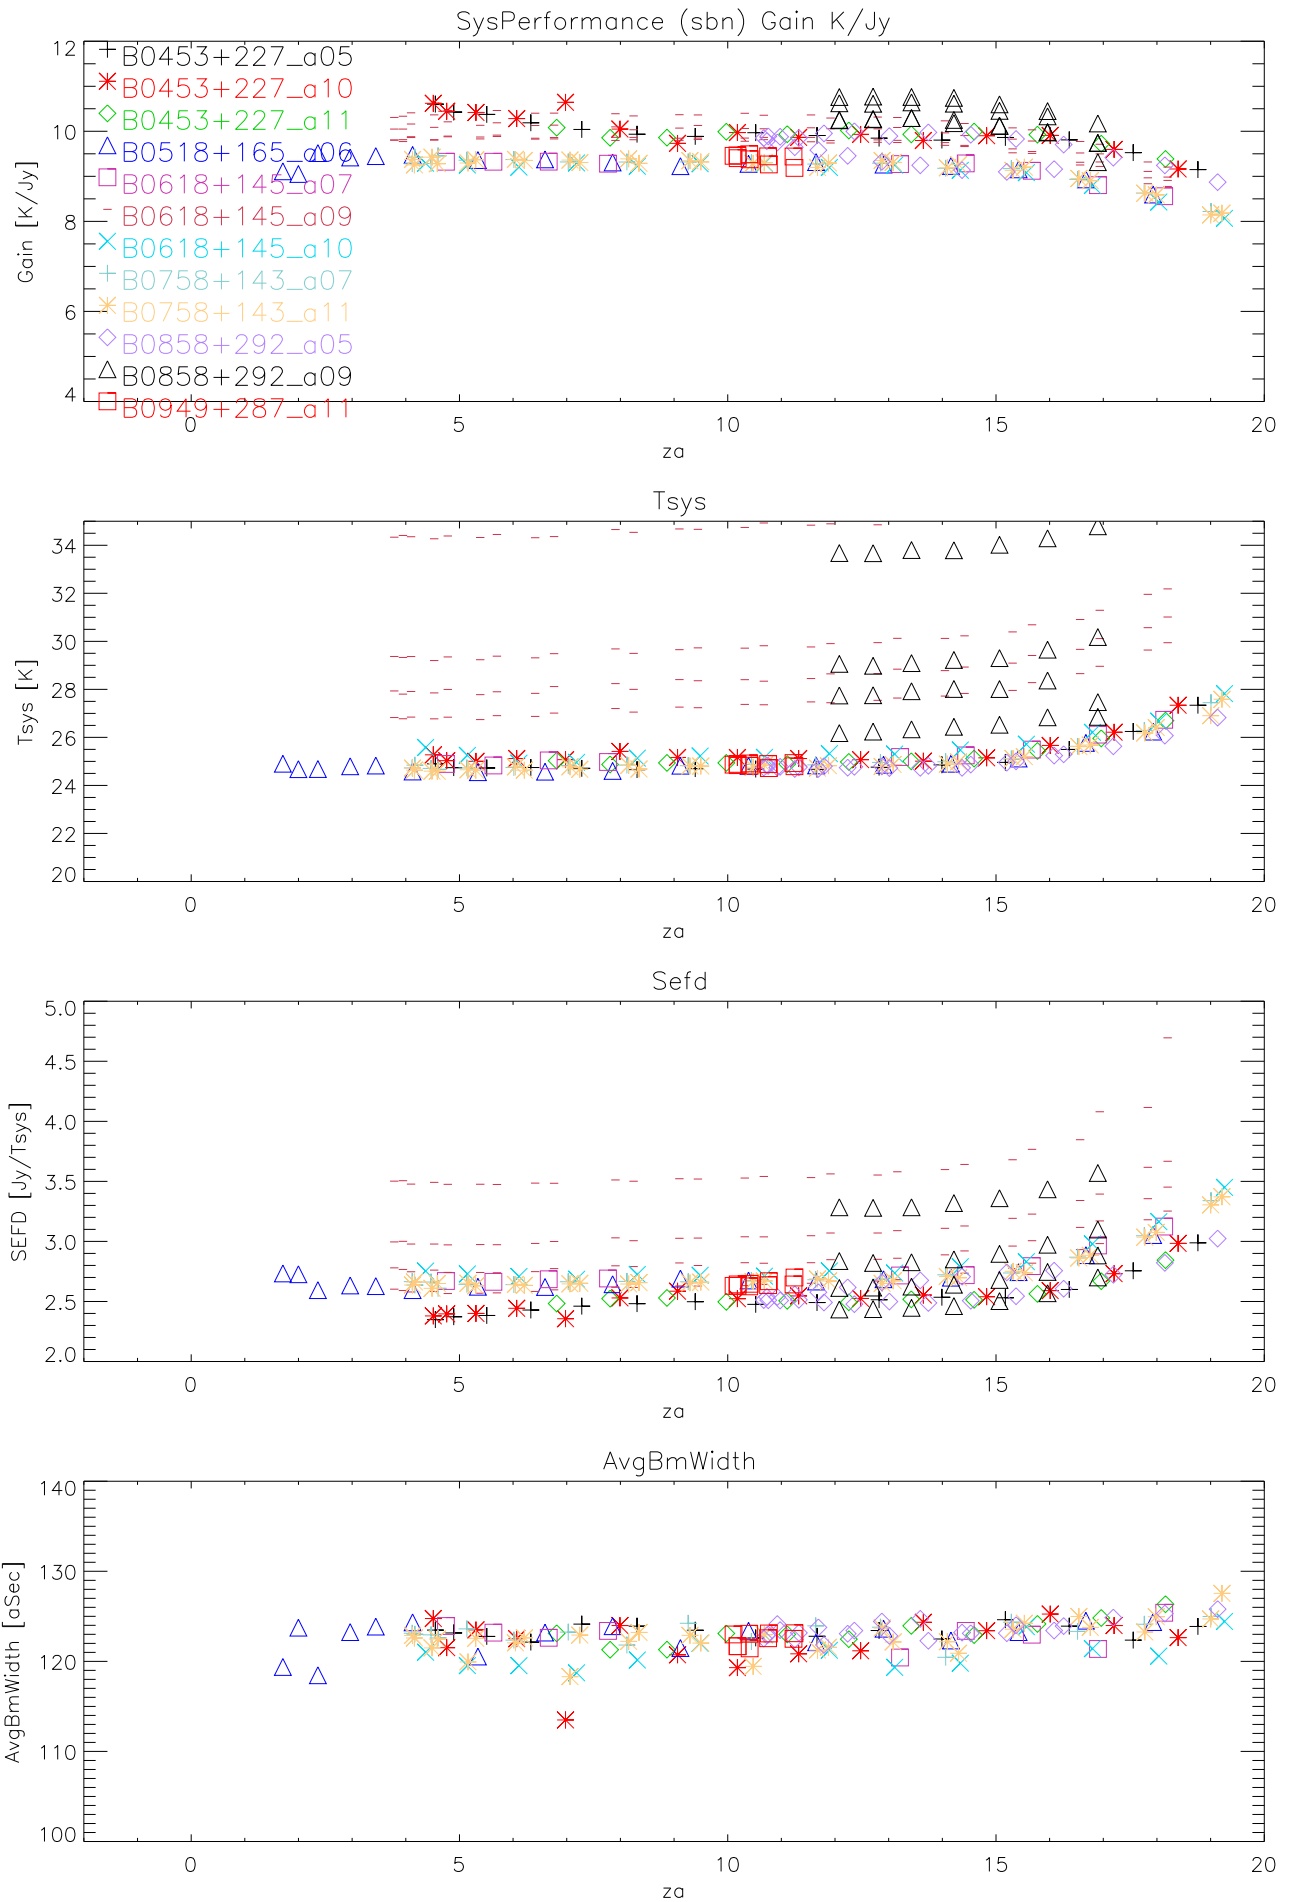 SysPerformance (sbn) Gain K/Jy
12
10
8
6
4
Gain [K/Jy]
B0453+227_a05
B0453+227_a10
B0453+227_a11
B0518+165_a06
B0618+145_a07
B0618+145_a09
B0618+145_a10
B0758+143_a07
B0758+143_a11
B0858+292_a05
B0858+292_a09
B0949+287_a11
0 5 10 15 20
za
Tsys
34
32
30
28
26
24
22
20
Tsys [K]
0 5 10 15 20
za
Sefd
5.0
4.5
4.0
3.5
3.0
2.5
2.0
SEFD [Jy/Tsys]
0 5 10 15 20
za
AvgBmWidth
140
130
120
110
100
AvgBmWidth [aSec]
0 5 10 15 20
za